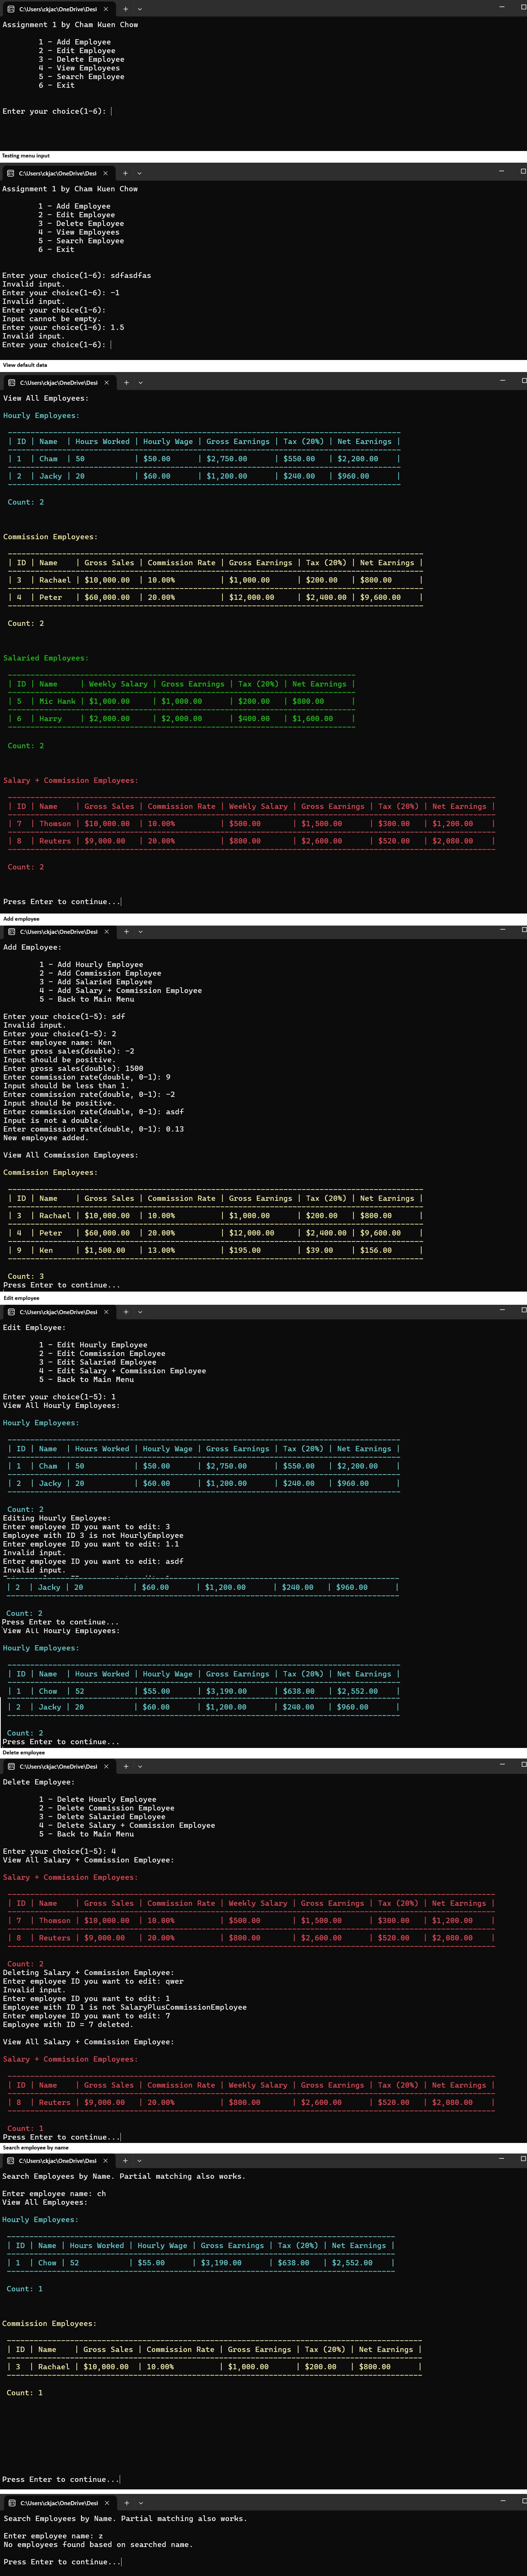 C:\Users\ckjac\OneDrive\Desl
Assignment 1 by Cham Kuen Chow
1 - Add Employee
2 - Edit Employee
3 - Delete Employee
4 - View Employees
5 - Search Employee
6 - Exit
Enter your choice(1-6):
Testing menu input
C:\Users\ckjac\OneDrive\Desl
Assignment 1 by Cham Kuen Chow
1 - Add Employee
2 - Edit Employee
3 - Delete Employee
4 - View Employees
5 - Search Employee
6 - Exit
Enter your choice(1-6): sdfasdfas
Invalid input.
Enter your choice(1-6): -1
Invalid input.
Enter your choice(1-6):
Input cannot be empty.
Enter your choice(1-6): 1.5
Invalid input.
Enter your choice(1-6):
View default data
C:\Users\ckjac\OneDrive\Desl
View All Employees:
Hourly Employees:
| ID | Name | Hours Worked | Hourly Wage | Gross Earnings | Tax (20%) | Net Earnings |
| 1 | Cham | 50 | $50.00 | $2,750.00 | $550.00 | $2,200.00 |
| 2 | Jacky | 20 | $60.00 | $1,200.00 | $240.00 | $960.00 |
Count: 2
Commission Employees:
| ID | Name | Gross Sales | Commission Rate | Gross Earnings | Tax (20%) | Net Earnings |
| 3 | Rachael | $10,000.00 | 10.00% | $1,000.00 | $200.00 | $800.00 |
| 4 | Peter | $60,000.00 | 20.00% | $12,000.00 | $2,400.00 | $9,600.00 |
Count: 2
Salaried Employees:
| ID | Name | Weekly Salary | Gross Earnings | Tax (20%) | Net Earnings |
| 5 | Mic Hank | $1,000.00 | $1,000.00 | $200.00 | $800.00 |
| 6 | Harry | $2,000.00 | $2,000.00 | $400.00 | $1,600.00 |
Count: 2
Salary + Commission Employees:
| ID | Name | Gross Sales | Commission Rate | Weekly Salary | Gross Earnings | Tax (20%) | Net Earnings |
| 7 | Thomson | $10,000.00 | 10.00% | $500.00 | $1,500.00 | $300.00 | $1,200.00 |
| 8 | Reuters | $9,000.00 | 20.00% | $800.00 | $2,600.00 | $520.00 | $2,080.00 |
Count: 2
Press Enter to continue...
Add employee
C:\Users\ckjac\OneDrive\Desl
Add Employee:
1 - Add Hourly Employee
2 - Add Commission Employee
3 - Add Salaried Employee
4 - Add Salary + Commission Employee
5 - Back to Main Menu
Enter your choice(1-5): sdf
Invalid input.
Enter your choice(1-5): 2
Enter employee name: Ken
Enter gross sales(double): -2
Input should be positive.
Enter gross sales(double): 1500
Enter commission rate(double, 0-1): 9
Input should be less than 1.
Enter commission rate(double, 0-1): -2
Input should be positive.
Enter commission rate(double, 0-1): asdf
Input is not a double.
Enter commission rate(double, 0-1): 0.13
New employee added.
View All Commission Employees:
Commission Employees:
| ID | Name | Gross Sales | Commission Rate | Gross Earnings | Tax (20%) | Net Earnings |
| 3 | Rachael | $10,000.00 | 10.00% | $1,000.00 | $200.00 | $800.00 |
| 4 | Peter | $60,000.00 | 20.00% | $12,000.00 | $2,400.00 | $9,600.00 |
| 9 | Ken | $1,500.00 | 13.00% | $195.00 | $39.00 | $156.00 |
Count: 3
Press Enter to continue...
Edit employee
C:\Users\ckjac\OneDrive\Desl
Edit Employee:
1 - Edit Hourly Employee
2 - Edit Commission Employee
3 - Edit Salaried Employee
4 - Edit Salary + Commission Employee
5 - Back to Main Menu
Enter your choice(1-5): 1
View All Hourly Employees:
Hourly Employees:
| ID | Name | Hours Worked | Hourly Wage | Gross Earnings | Tax (20%) | Net Earnings |
| 1 | Cham | 50 | $50.00 | $2,750.00 | $550.00 | $2,200.00 |
| 2 | Jacky | 20 | $60.00 | $1,200.00 | $240.00 | $960.00 |
Count: 2
Editing Hourly Employee:
Enter employee ID you want to edit: 3
Employee with ID 3 is not HourlyEmployee
Enter employee ID you want to edit: 1.1
Invalid input.
Enter employee ID you want to edit: asdf
Invalid input.
| 2 | Jacky | 20 | $60.00 | $1,200.00 | $240.00 | $960.00 |
Count: 2
Press Enter to continue...
View All Hourly Employees:
Hourly Employees:
| ID | Name | Hours Worked | Hourly Wage | Gross Earnings | Tax (20%) | Net Earnings |
| 1 | Chow | 52 | $55.00 | $3,190.00 | $638.00 | $2,552.00 |
| 2 | Jacky | 20 | $60.00 | $1,200.00 | $240.00 | $960.00 |
Count: 2
Press Enter to continue...
Delete employee
C:\Users\ckjac\OneDrive\Desl
Delete Employee:
1 - Delete Hourly Employee
2 - Delete Commission Employee
3 - Delete Salaried Employee
4 - Delete Salary + Commission Employee
5 - Back to Main Menu
Enter your choice(1-5): 4
View All Salary + Commission Employee:
Salary + Commission Employees:
| ID | Name | Gross Sales | Commission Rate | Weekly Salary | Gross Earnings | Tax (20%) | Net Earnings |
| 7 | Thomson | $10,000.00 | 10.00% | $500.00 | $1,500.00 | $300.00 | $1,200.00 |
| 8 | Reuters | $9,000.00 | 20.00% | $800.00 | $2,600.00 | $520.00 | $2,080.00 |
Count: 2
Deleting Salary + Commission Employee:
Enter employee ID you want to edit: qwer
Invalid input.
Enter employee ID you want to edit: 1
Employee with ID 1 is not SalaryPlusCommissionEmployee
Enter employee ID you want to edit: 7
Employee with ID = 7 deleted.
View All Salary + Commission Employee:
Salary + Commission Employees:
| ID | Name | Gross Sales | Commission Rate | Weekly Salary | Gross Earnings | Tax (20%) | Net Earnings |
| 8 | Reuters | $9,000.00 | 20.00% | $800.00 | $2,600.00 | $520.00 | $2,080.00 |
Count: 1
Press Enter to continue...
Search employee by name
C:\Users\ckjac\OneDrive\Desl
Search Employees by Name. Partial matching also works.
Enter employee name: ch
View All Employees:
Hourly Employees:
| ID | Name | Hours Worked | Hourly Wage | Gross Earnings | Tax (20%) | Net Earnings |
| 1 | Chow | 52 | $55.00 | $3,190.00 | $638.00 | $2,552.00 |
Count: 1
Commission Employees:
| ID | Name | Gross Sales | Commission Rate | Gross Earnings | Tax (20%) | Net Earnings |
| 3 | Rachael | $10,000.00 | 10.00% | $1,000.00 | $200.00 | $800.00 |
Count: 1
Press Enter to continue...
C:\Users\ckjac\OneDrive\Desl
Search Employees by Name. Partial matching also works.
Enter employee name: z
No employees found based on searched name.
Press Enter to continue...